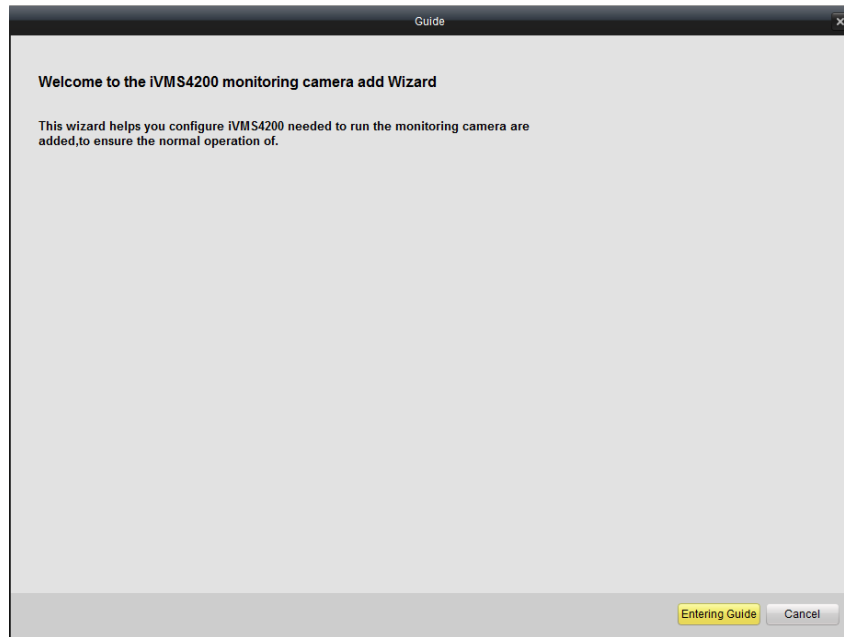 Guide
Welcome to the iVMS4200 monitoring camera add Wizard
This wizard helps you configure iVMS4200 needed to run the monitoring camera are
added,to ensure the normal operation of.
Entering Guide
Cancel